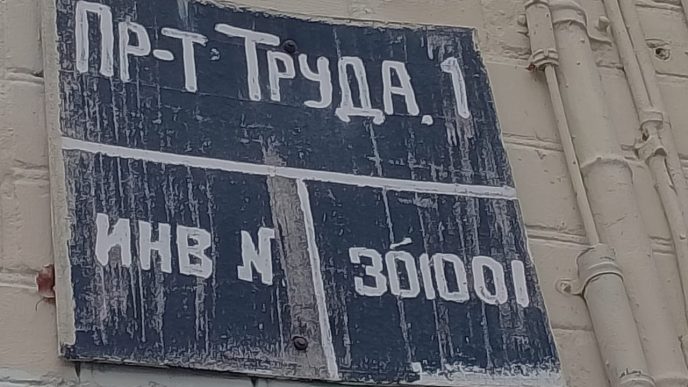 ПР-Т ТРУДА.1
ИНВ N 301001